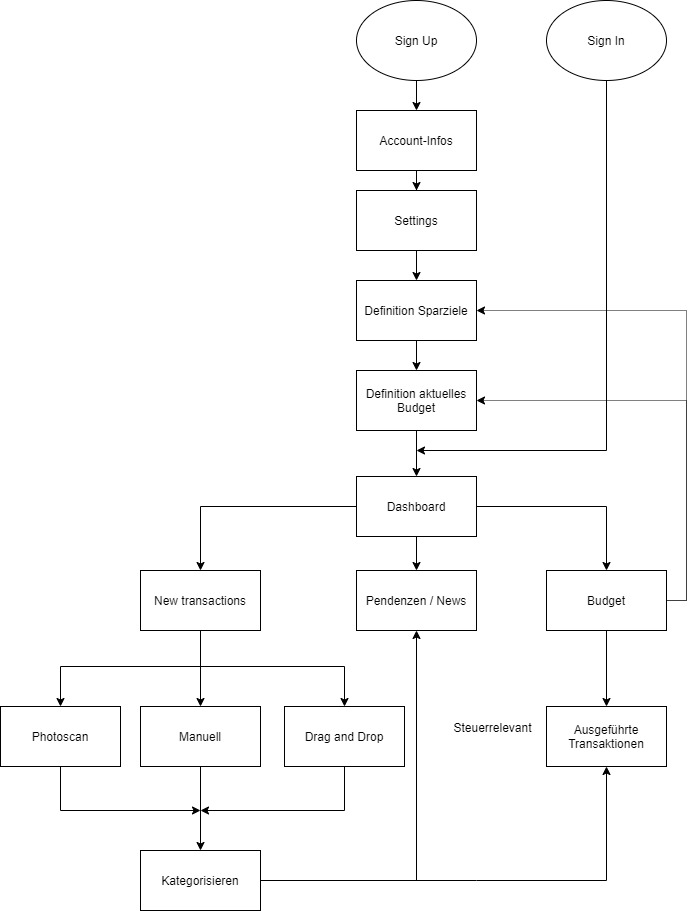 Sign Up
Sign In
Account-Infos
Settings
Definition Sparziele
Definition aktuelles
Budget
Dashboard
New transactions
Pendenzen / News
Budget
Photoscan
Manuell
Drag and Drop
Steuerrelevant
Ausgeführte
Transaktionen
Kategorisieren